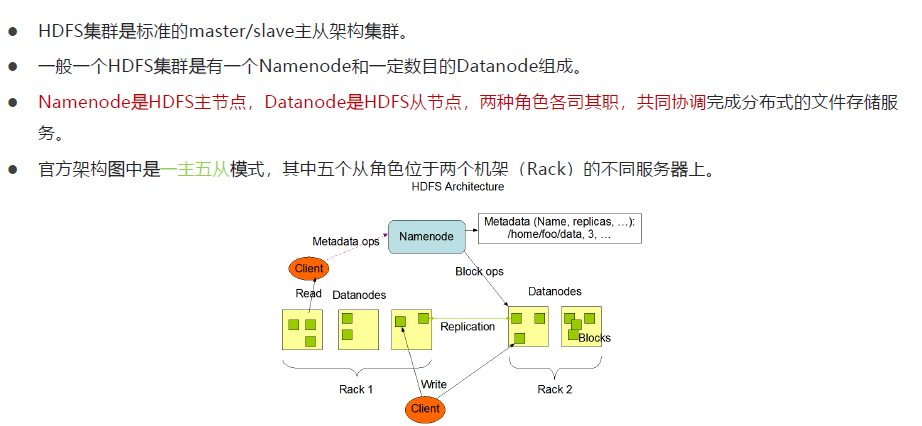 HDFS集群是标准的master/slave主从架构集群。
一般一个HDFS集群是有一个Namenode和一定数目的Datanode组成。
Namenode是HDFS主节点，Datanode是HDFS从节点，两种角色各司其职，共同协调完成分布式的文件存储服
务。
官方架构图中是一主五从模式，其中五个从角色位于两个机架（Rack）的不同服务器上。
HDFS Architecture
Metadata (Name, replicas, …):
/home/foo/data, 3, …
Namenode
Metadata ops
Client
Block ops
Read
Datanodes
Datanodes
Replication
Blocks
Rack 1
Write
Rack 2
Client